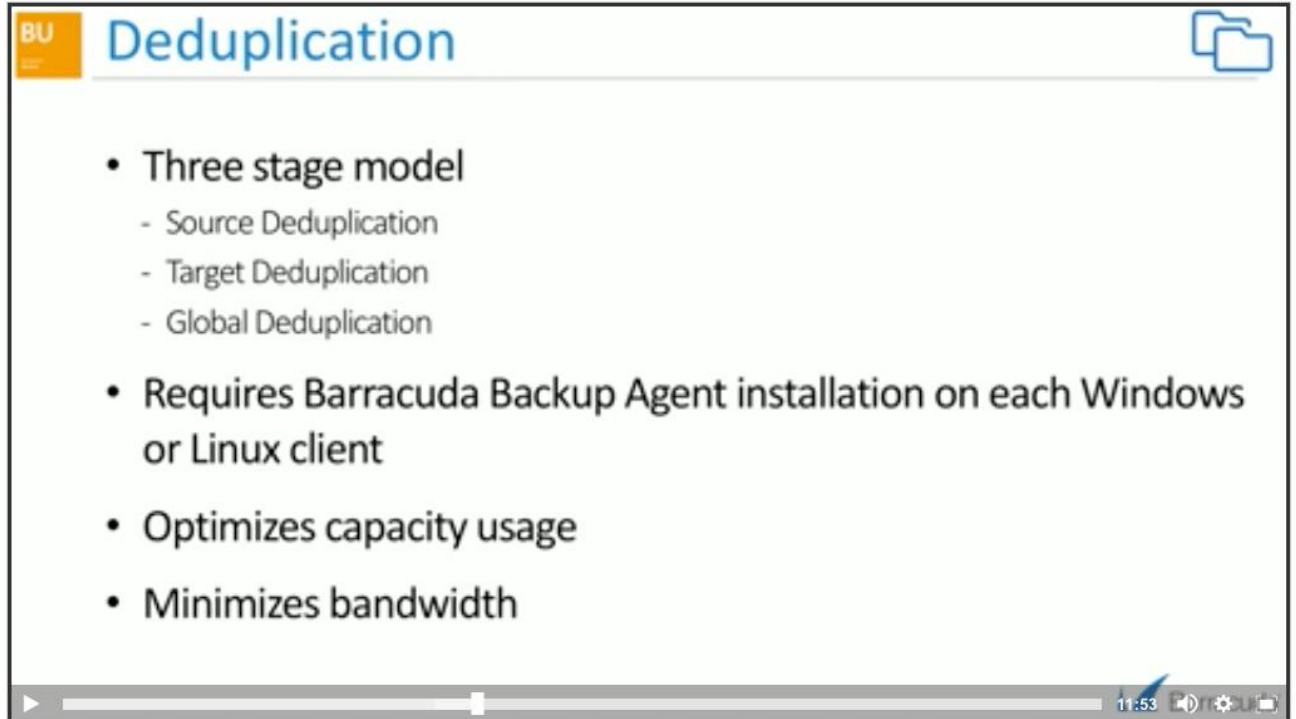 BU
Deduplication
• Three stage model
- Source Deduplication
- Target Deduplication
- Global Deduplication
• Requires Barracuda Backup Agent installation on each Windows
or Linux client
• Optimizes capacity usage
• Minimizes bandwidth
11:53
Barracuda